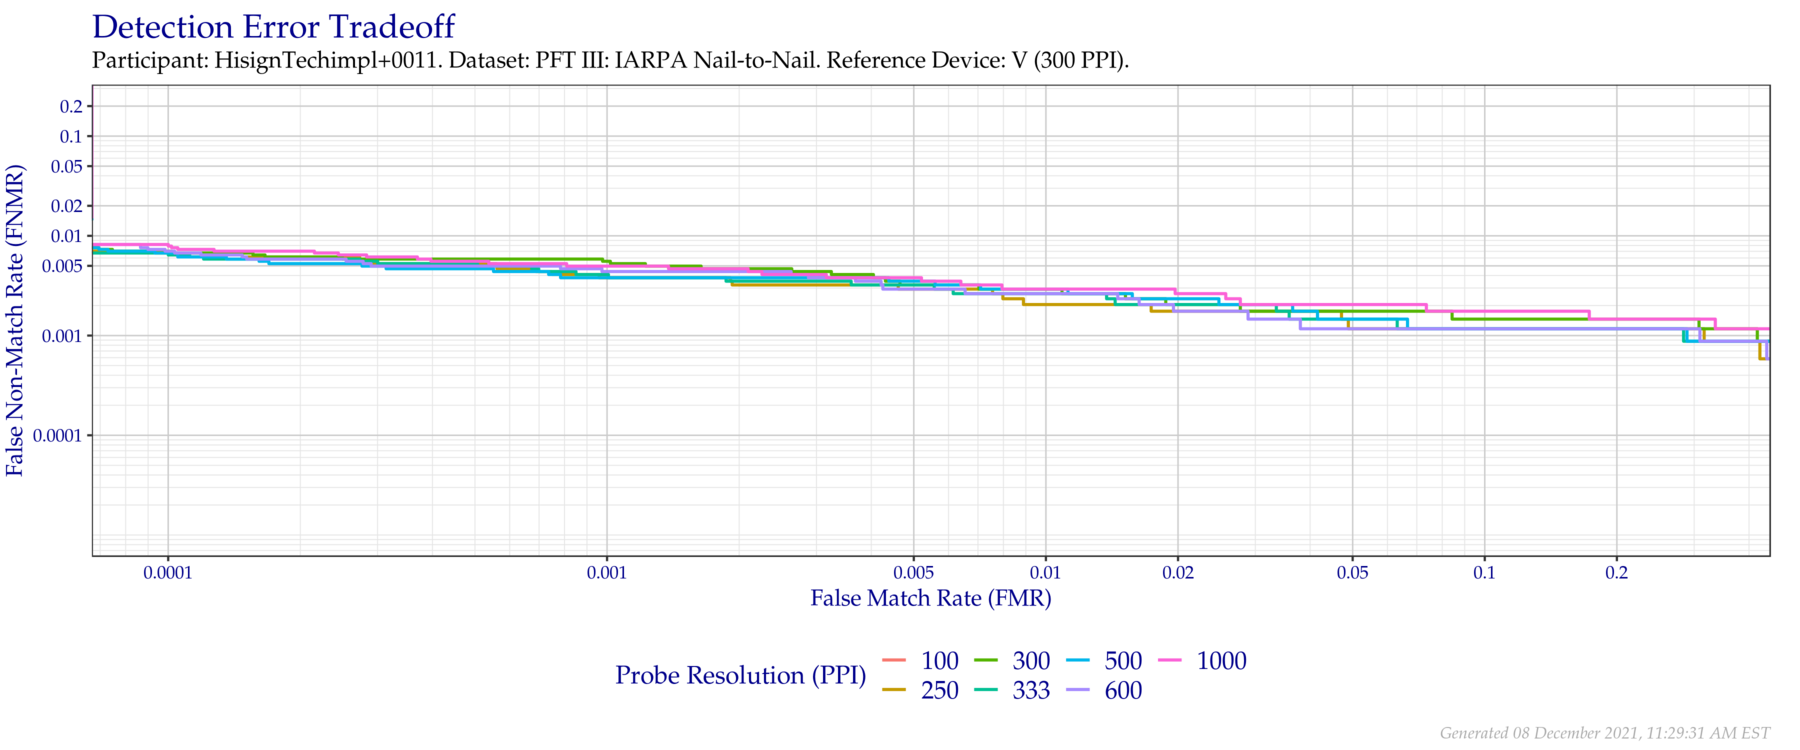 Detection Error Tradeoff
Participant: HisignTechimpl+0011. Dataset: PFT III: IARPA Nail-to-Nail. Reference Device: V (300 PPI).
False Non-Match Rate (FNMR)
0.2
0.1
0.05
0.02
0.01
0.005
0.001
0.0001
0.0001 0.001 0.005 0.01 0.02 0.05 0.1 0.2
False Match Rate (FMR)
Probe Resolution (PPI)
100 300 500 1000
250 333 600
Generated 08 December 2021, 11:29:31 AM EST